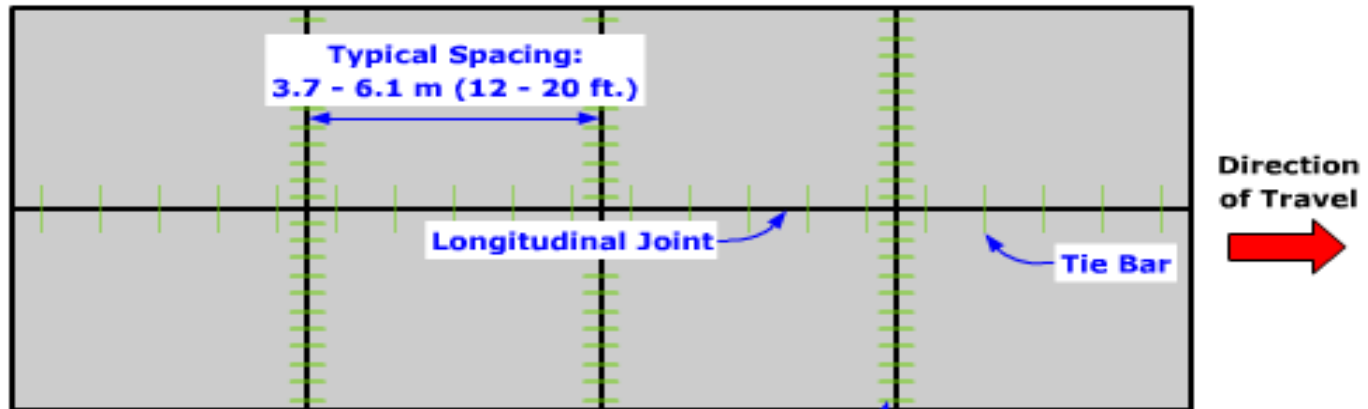 Typical Spacing:
3.7 - 6.1 m (12 - 20 ft.)
Direction
of Travel
Longitudinal Joint
Tie Bar